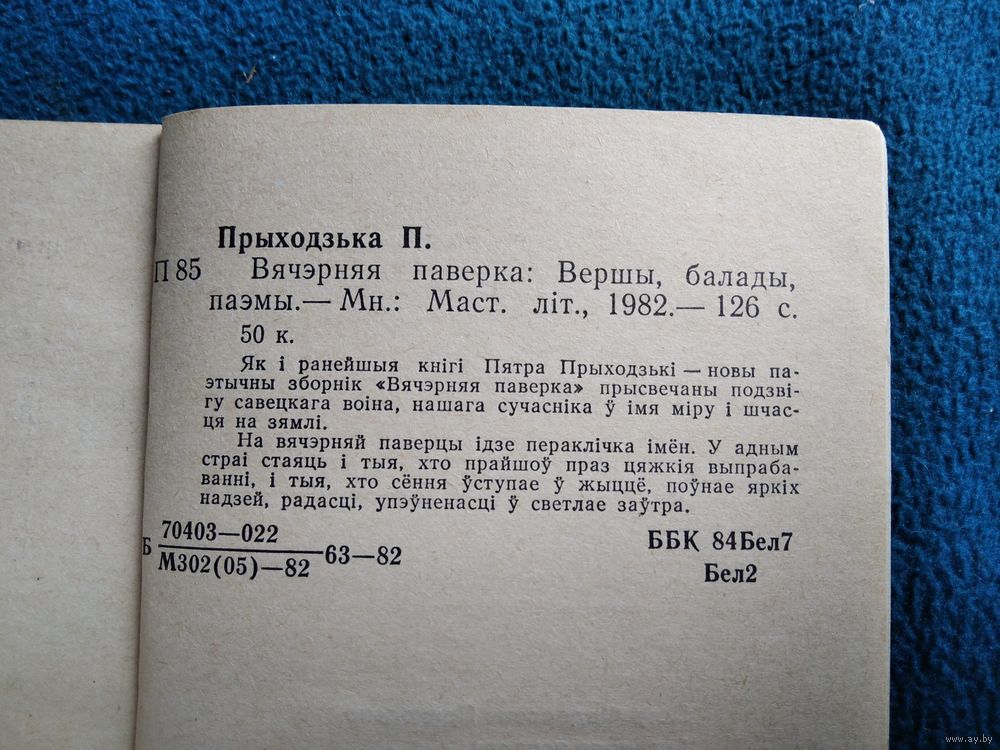 Прыходзька П.
П 85 Вячэрняя паверка: Вершы, балады,
паэмы.— Мн.: Маст. літ., 1982.— 126 с.
50 к.
Як і ранейшыя кнігі Пятра Прыходзькі — новы па-
этычны зборнік «Вячэрняя паверка» прысвечаны подзві-
гу савецкага воіна, нашага сучасніка ў імя міру і шчас-
ця на зямлі.
На вячэрняй паверцы ідзе пераклічка імён. У адным
страі стаяць і тыя, хто прайшоў праз цяжкія выпраба-
ванні, і тыя, хто сёння ўступае ў жыццё, поўнае яркіх
надзей, радасці, упэўненасці ў светлае заўтра.
Б 70403—022
М302(05)—82 63—82
ББК 84Бел7
Бел2
www.ay.by